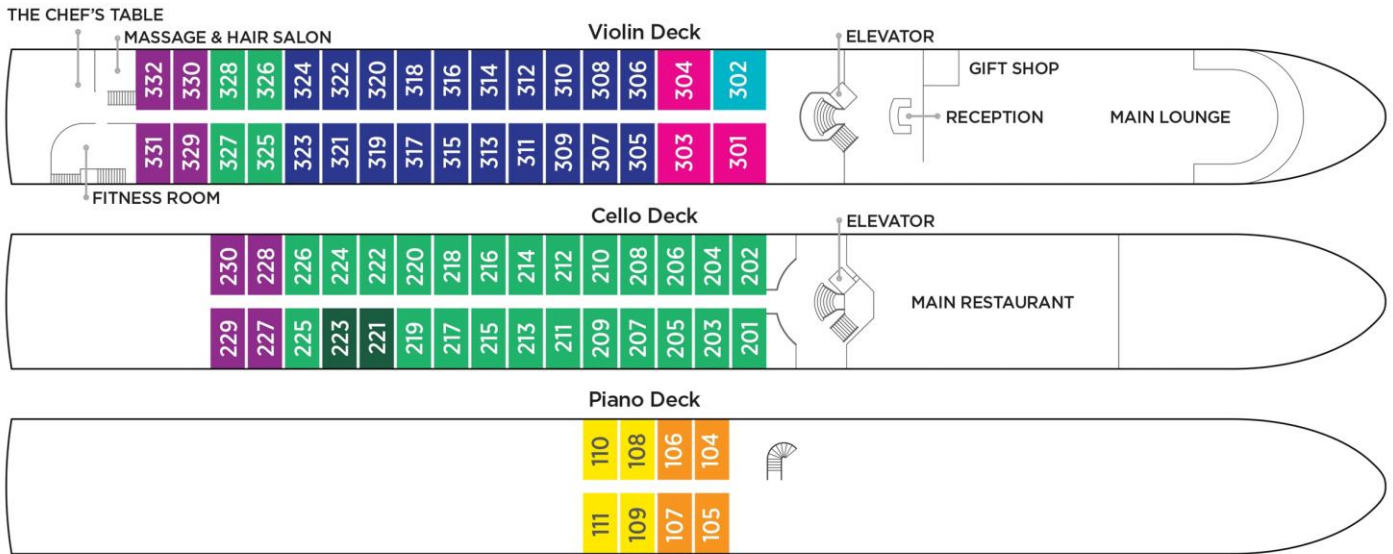 THE CHEF'S TABLE
MASSAGE & HAIR SALON
Violin Deck
ELEVATOR
332 330 328 326 324 322 320 318 316 314 312 310 308 306 304 302
GIFT SHOP
RECEPTION
MAIN LOUNGE
331 329 327 325 323 321 319 317 315 313 311 309 307 305 303 301
FITNESS ROOM
Cello Deck
ELEVATOR
230 228 226 224 222 220 218 216 214 212 210 208 206 204 202
MAIN RESTAURANT
229 227 225 223 221 219 217 215 213 211 209 207 205 203 201
Piano Deck
110 108 106 104
111 109 107 105